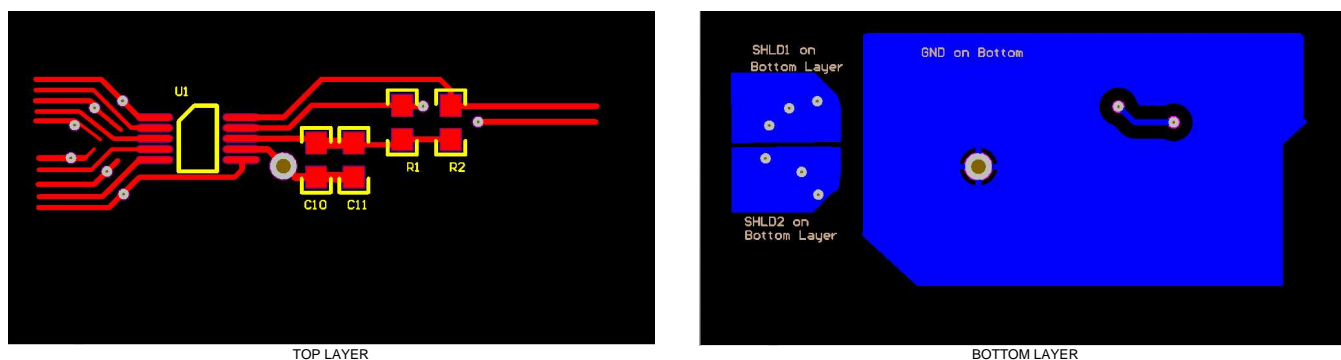 U1
R1
R2
C10
C11
TOP LAYER
SHLD1 on
Bottom Layer
GND on Bottom
SHLD2 on
Bottom Layer
BOTTOM LAYER